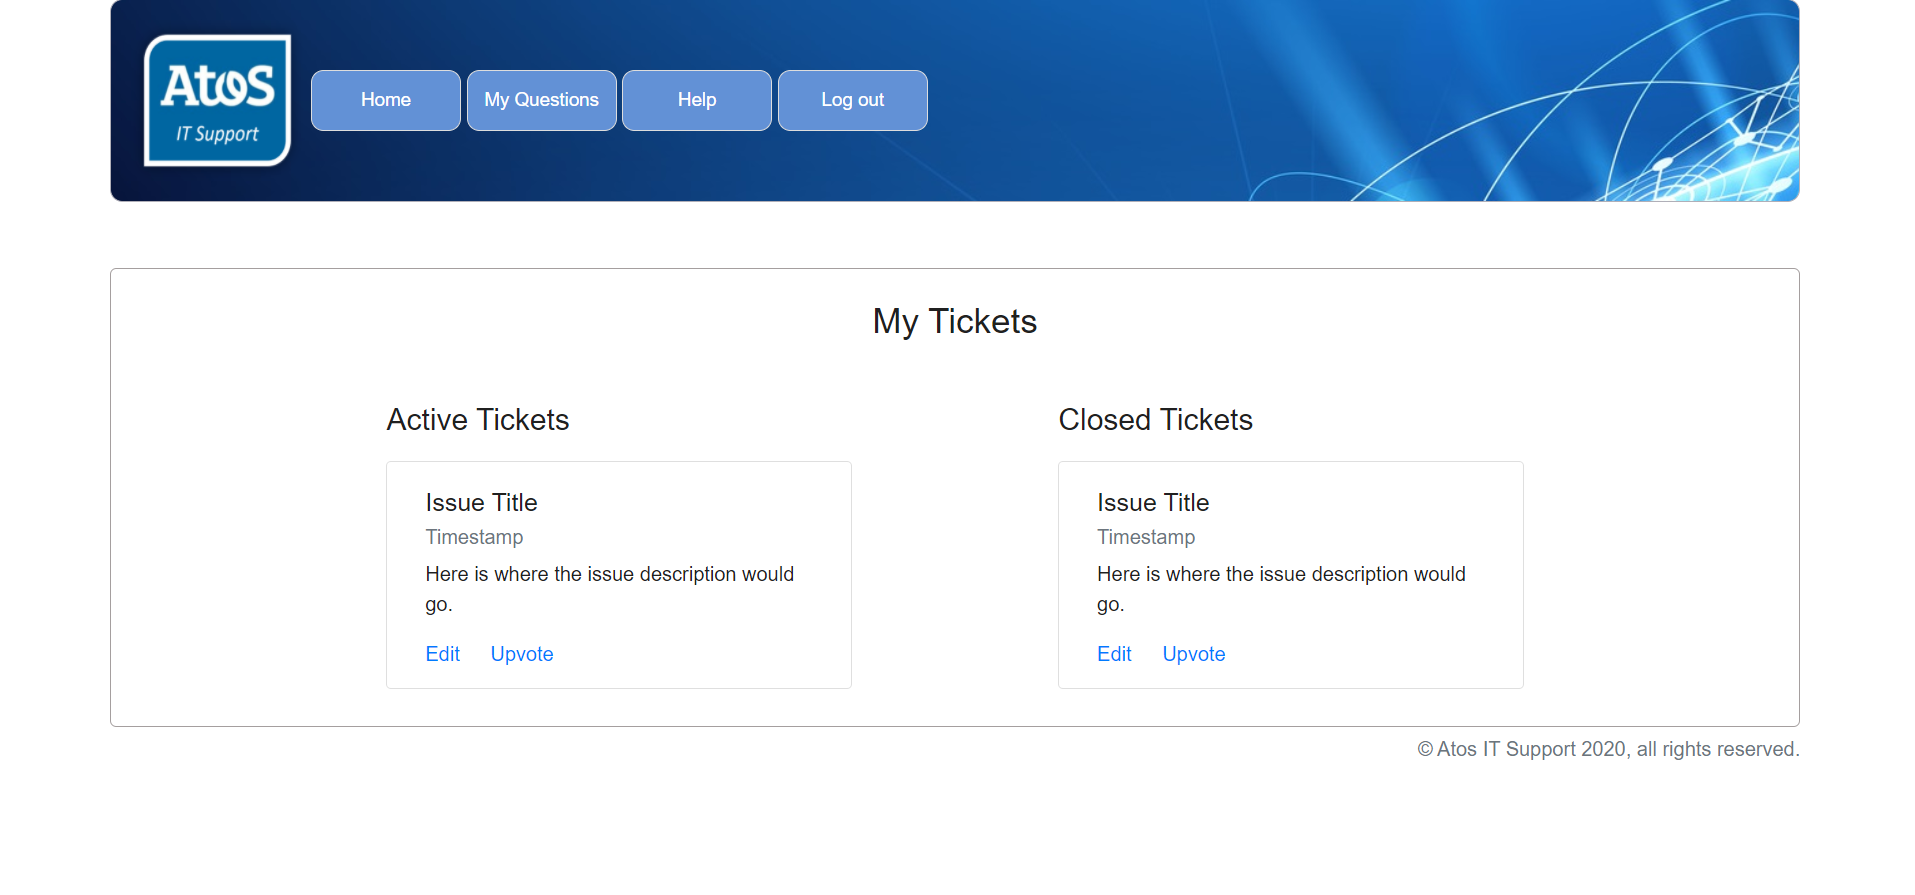 Atos
IT Support
Home
My Questions
Help
Log out
My Tickets
Active Tickets
Issue Title
Timestamp
Here is where the issue description would
go.
Edit Upvote
Closed Tickets
Issue Title
Timestamp
Here is where the issue description would
go.
Edit Upvote
© Atos IT Support 2020, all rights reserved.